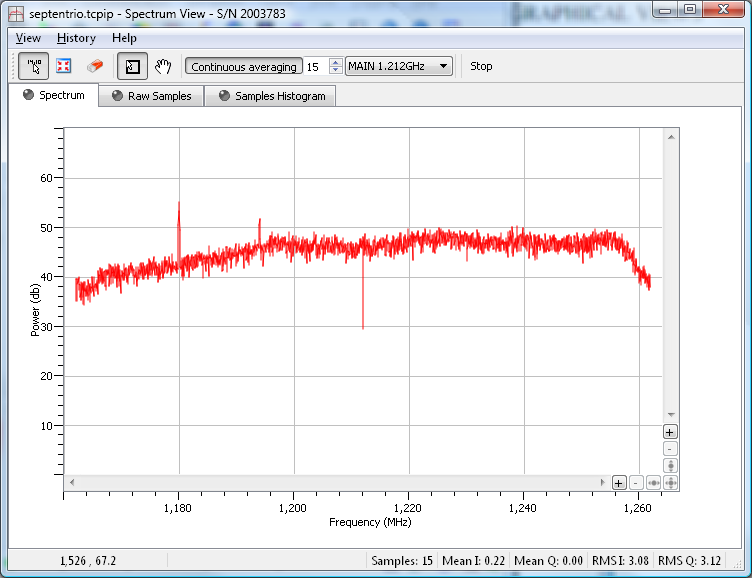 septentrio.tcpip - Spectrum View - S/N 2003783
View History Help
Continuous averaging 15 MAIN 1.212GHz Stop
Spectrum Raw Samples Samples Histogram
60
50
40
30
20
10
Power (db)
1,180 1,200 1,220 1,240 1,260
Frequency (MHz)
1,526 , 67.2 Samples: 15 Mean I: 0.22 Mean Q: 0.00 RMS I: 3.08 RMS Q: 3.12